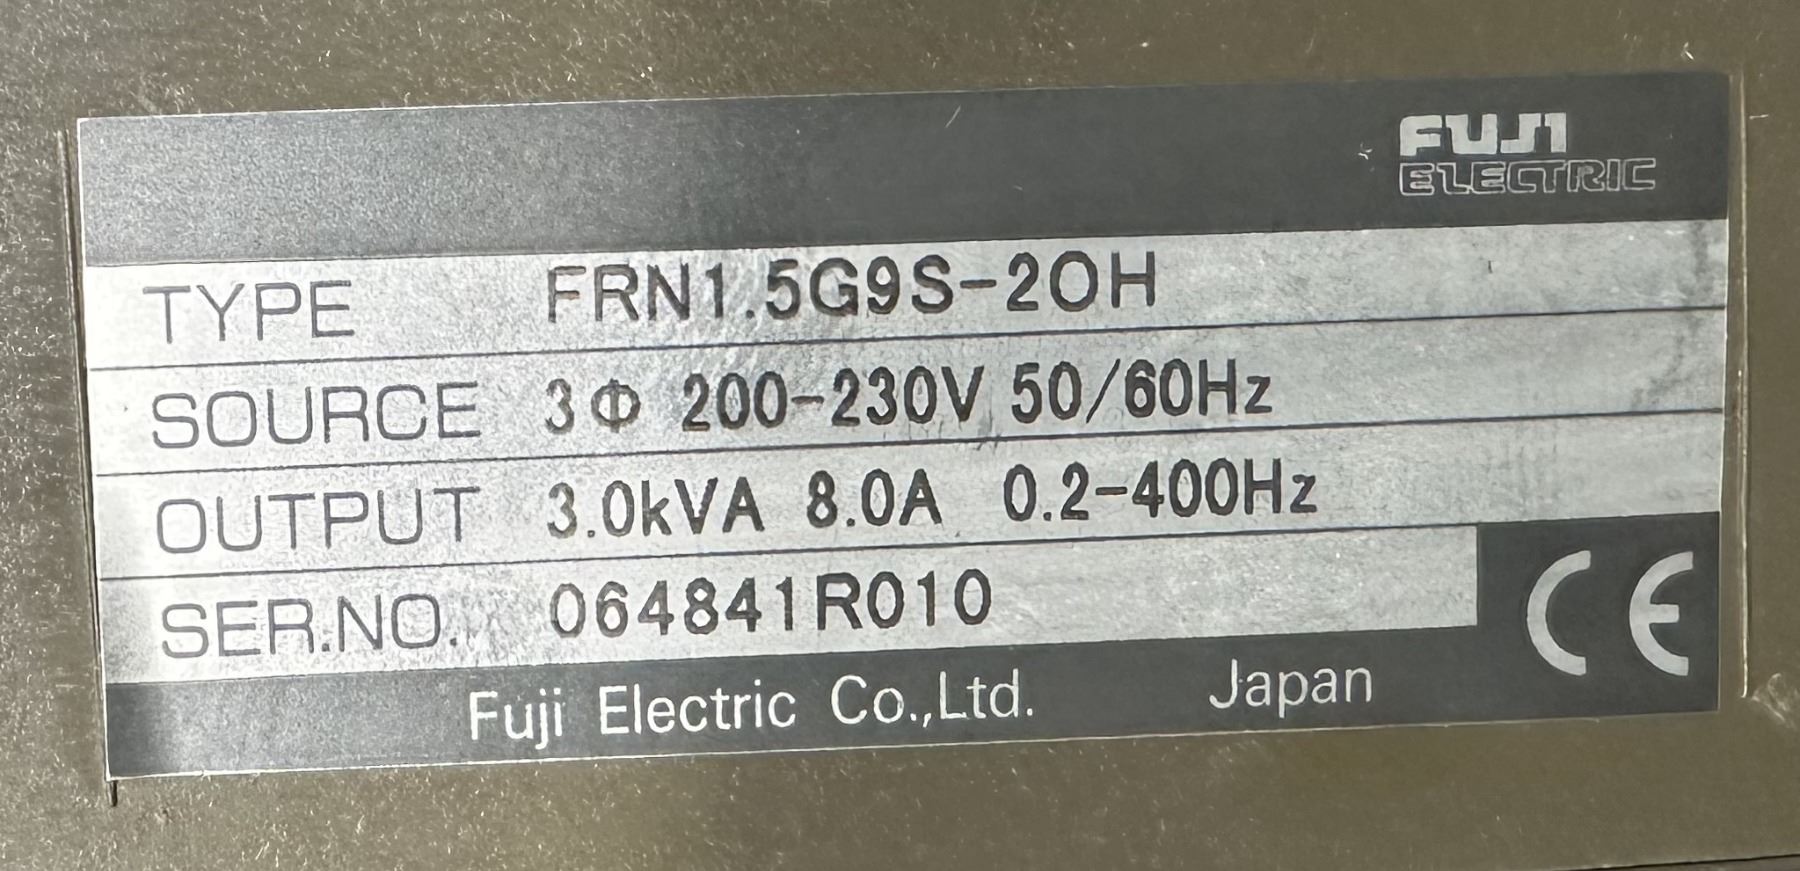 FUJI
ELECTRIC
TYPE FRN1.5G9S-2OH
SOURCE 3Φ 200-230V 50/60Hz
OUTPUT 3.0kVA 8.0A 0.2-400Hz
SER.NO. 064841R010
CE
Fuji Electric Co.,Ltd. Japan